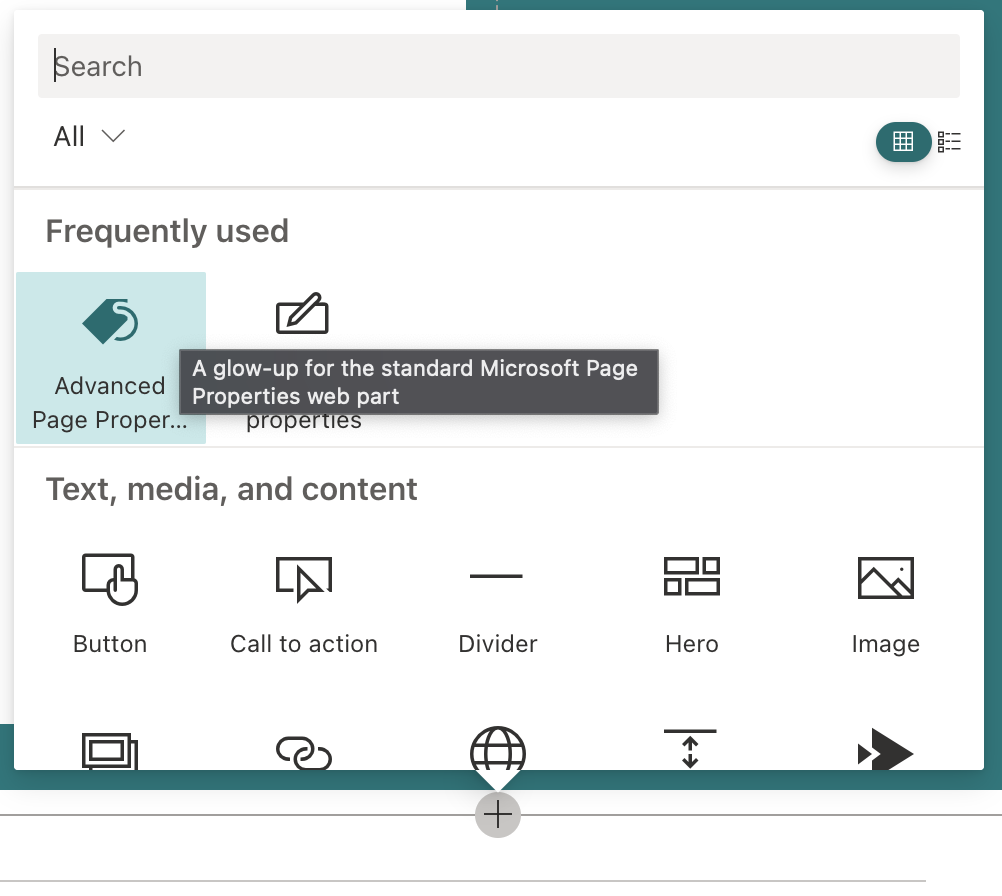 Search
All
Frequently used
Advanced
Page Proper...
A glow-up for the standard Microsoft Page
Properties web part
properties
Text, media, and content
Button
Call to action
Divider
Hero
Image